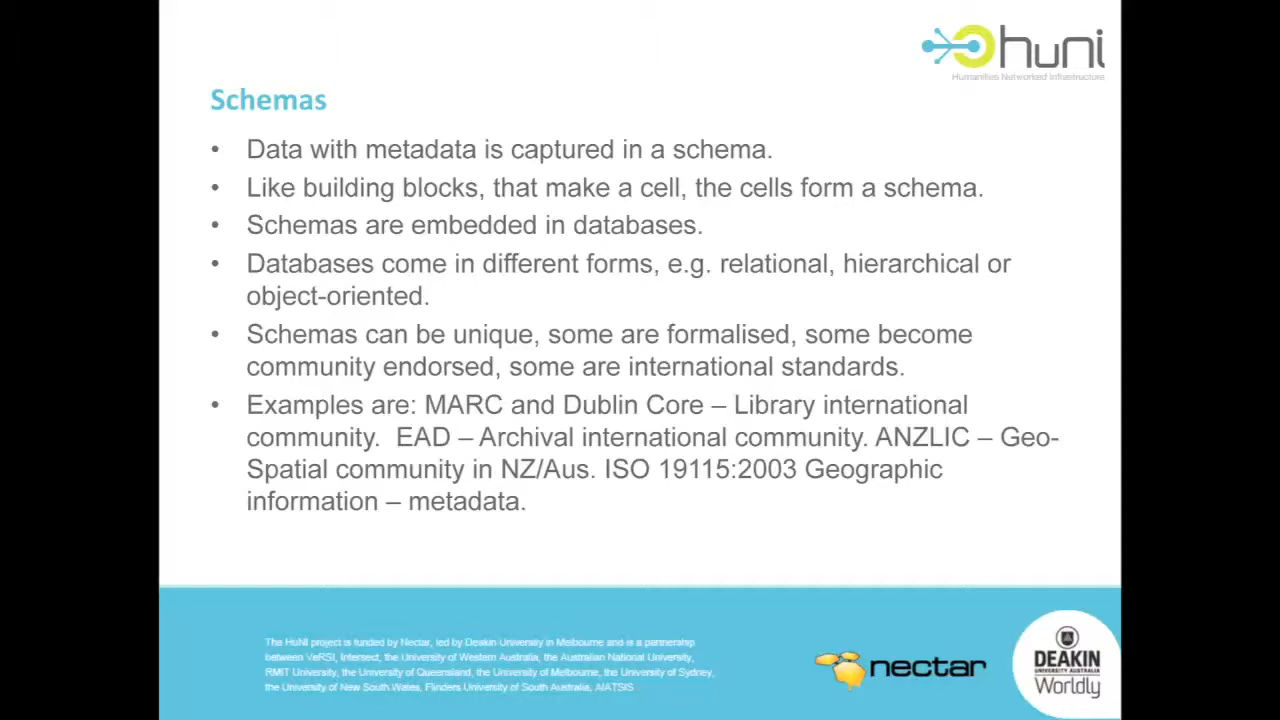 huni
Humanities Networked Infrastructure
Schemas
• Data with metadata is captured in a schema.
• Like building blocks, that make a cell, the cells form a schema.
• Schemas are embedded in databases.
• Databases come in different forms, e.g. relational, hierarchical or
object-oriented.
• Schemas can be unique, some are formalised, some become
community endorsed, some are international standards.
• Examples are: MARC and Dublin Core – Library international
community.  EAD – Archival international community. ANZLIC – Geo-
Spatial community in NZ/Aus. ISO 19115:2003 Geographic
information – metadata.
The HuNI project is funded by Nectar, led by Deakin University in Melbourne and is a partnership
between VeRSI, Intersect, the University of Western Australia, the Australian National University,
RMIT University, the University of Queensland, the University of Melbourne, the University of Sydney,
the University of New South Wales, Flinders University of South Australia, AIATSIS
nectar
DEAKIN
UNIVERSITY AUSTRALIA
Worldly